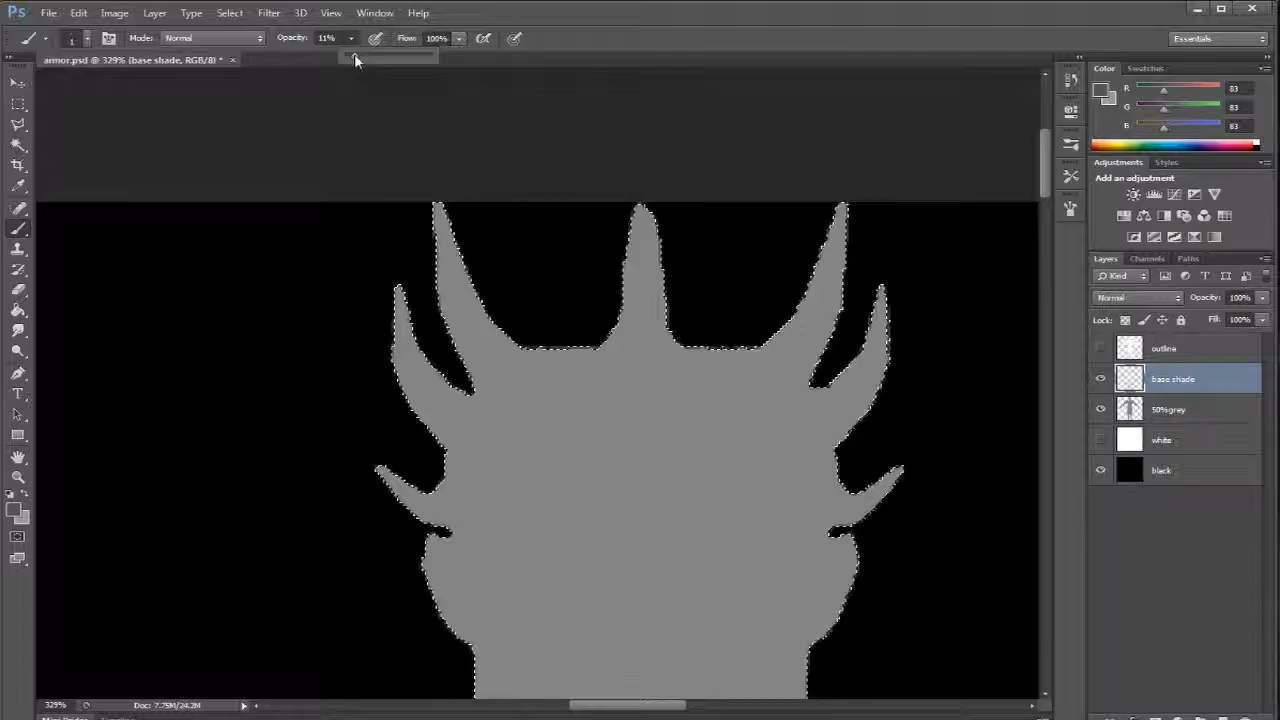 Ps File Edit Image Layer Type Select Filter 3D View Window Help
1 Mode: Normal Opacity: 11% Flow: 100% Essentials
armor.psd @ 329% (base shade, RGB/8) * ×
Color Swatches
R 83
G 83
B 83
Adjustments Styles
Add an adjustment
Layers Channels Paths
Kind
Normal Opacity: 100%
Lock: Fill: 100%
outline
base shade
50%grey
white
black
329% Doc: 7.75M/24.2M